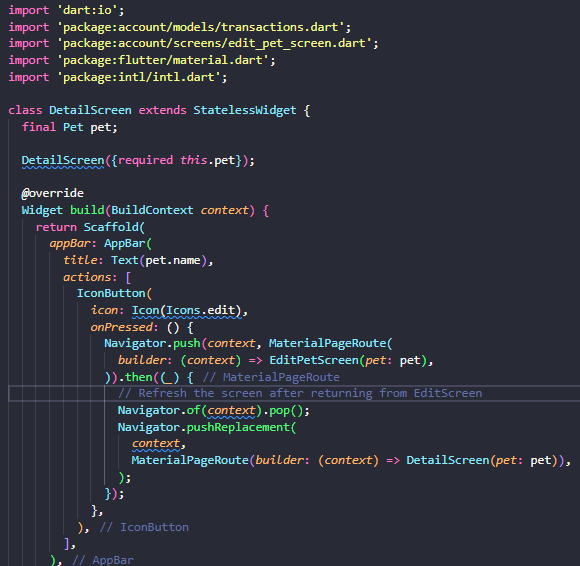 import 'dart:io';
import 'package:account/models/transactions.dart';
import 'package:account/screens/edit_pet_screen.dart';
import 'package:flutter/material.dart';
import 'package:intl/intl.dart';

class DetailScreen extends StatelessWidget {
  final Pet pet;

  DetailScreen({required this.pet});

  @override
  Widget build(BuildContext context) {
    return Scaffold(
      appBar: AppBar(
        title: Text(pet.name),
        actions: [
          IconButton(
            icon: Icon(Icons.edit),
            onPressed: () {
              Navigator.push(context, MaterialPageRoute(
                builder: (context) => EditPetScreen(pet: pet),
              )).then((_) { // MaterialPageRoute
                // Refresh the screen after returning from EditScreen
                Navigator.of(context).pop();
                Navigator.pushReplacement(
                  context,
                  MaterialPageRoute(builder: (context) => DetailScreen(pet: pet)),
                );
              });
            },
          ), // IconButton
        ],
      ), // AppBar